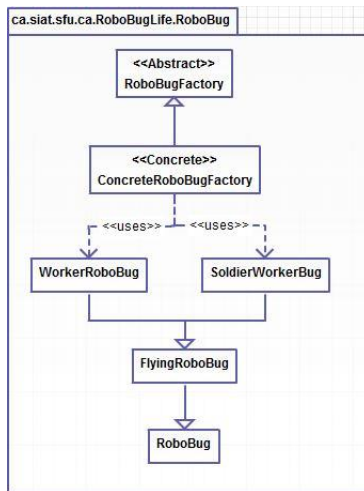 ca.siat.sfu.ca.RoboBugLife.RoboBug
<<Abstract>>
RoboBugFactory
<<Concrete>>
ConcreteRoboBugFactory
<<uses>> <<uses>>
WorkerRoboBug SoldierWorkerBug
FlyingRoboBug
RoboBug